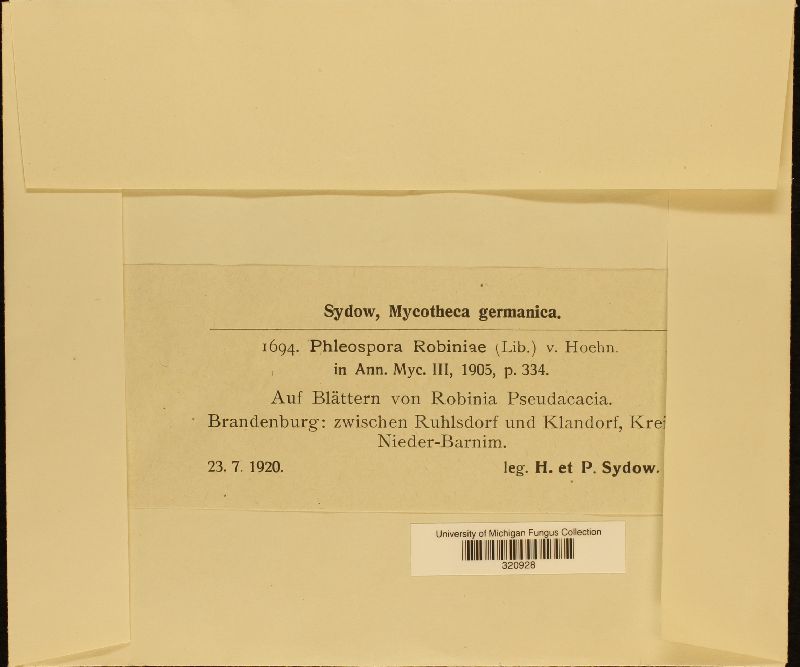 Sydow, Mycotheca germanica.
1694. Phleospora Robiniae (Lib.) v. Hoehn.
in Ann. Myc. III, 1905, p. 334.
Auf Blättern von Robinia Pseudacacia.
Brandenburg: zwischen Ruhlsdorf und Klandorf, Krei
Nieder-Barnim.
23. 7. 1920. leg. H. et P. Sydow.
University of Michigan Fungus Collection
320928